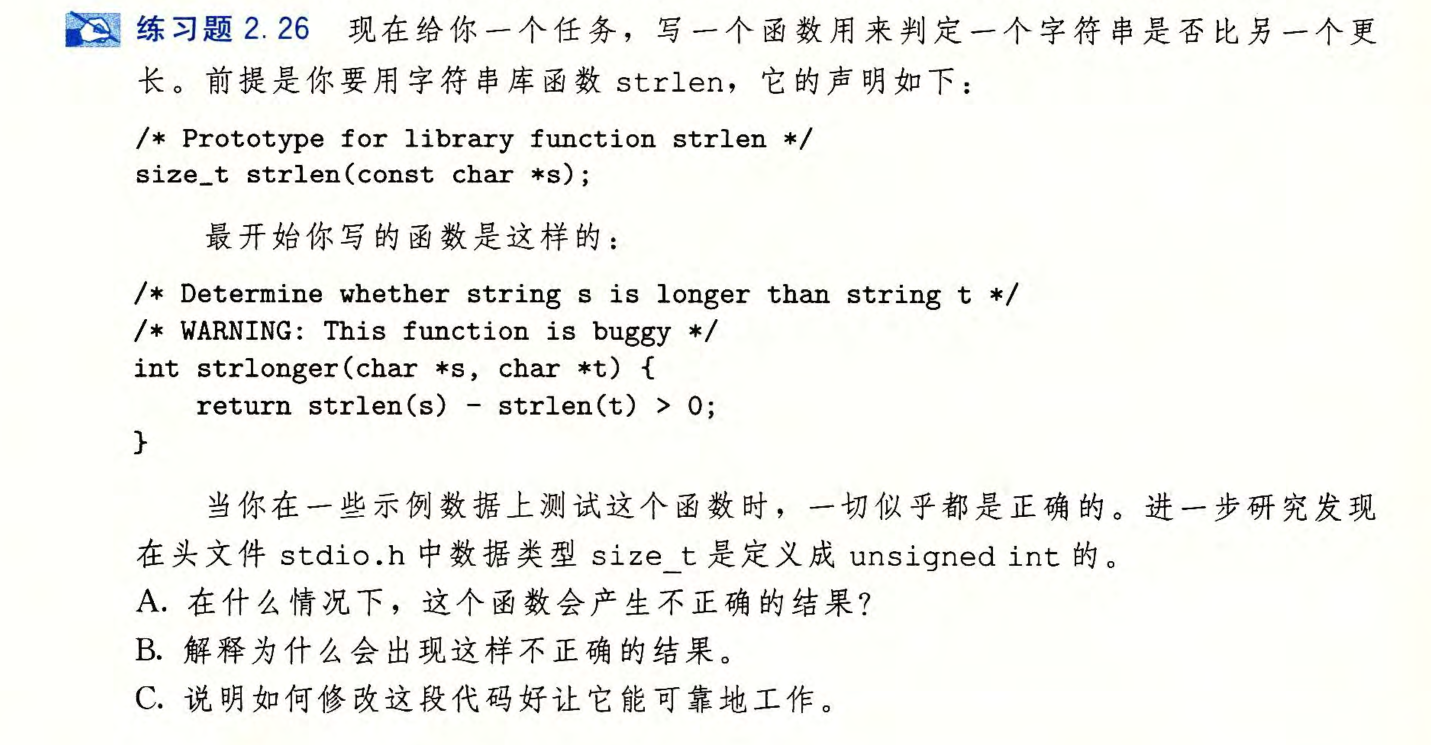 练习题 2.26 现在给你一个任务，写一个函数用来判定一个字符串是否比另一个更
长。前提是你要用字符串库函数 strlen，它的声明如下：
/* Prototype for library function strlen */
size_t strlen(const char *s);
最开始你写的函数是这样的：
/* Determine whether string s is longer than string t */
/* WARNING: This function is buggy */
int strlonger(char *s, char *t) {
    return strlen(s) - strlen(t) > 0;
}
当你在一些示例数据上测试这个函数时，一切似乎都是正确的。进一步研究发现
在头文件 stdio.h 中数据类型 size_t 是定义成 unsigned int 的。
A. 在什么情况下，这个函数会产生不正确的结果？
B. 解释为什么会出现这样不正确的结果。
C. 说明如何修改这段代码好让它能可靠地工作。